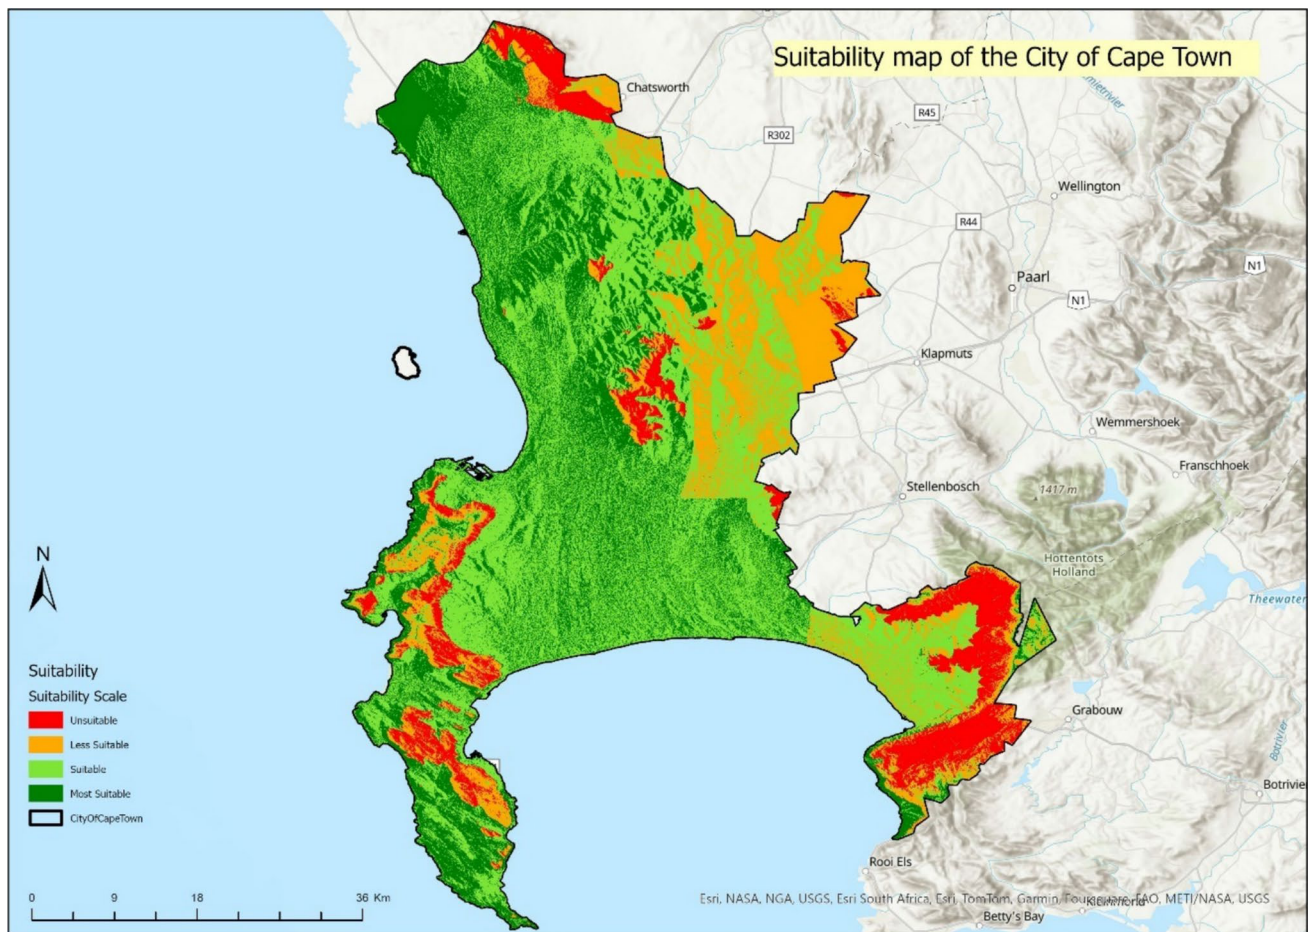 Suitability map of the City of Cape Town
Chatsworth
R45
R302
Wellington
R44
N1
Paarl
N1
Klapmuts
Wemmershoek
Franschhoek
Stellenbosch
1417 m
Hottentots
Holland
Theewater
N
Suitability
Suitability Scale
Unsuitable
Less Suitable
Suitable
Most Suitable
CityOfCapeTown
Grabouw
Botrivier
Botrivie
Rooi Els
0 9 18 36 Km
Esri, NASA, NGA, USGS, Esri South Africa, Esri, TomTom, Garmin, Foursquare, FAO, METI/NASA, USGS
Betty's Bay